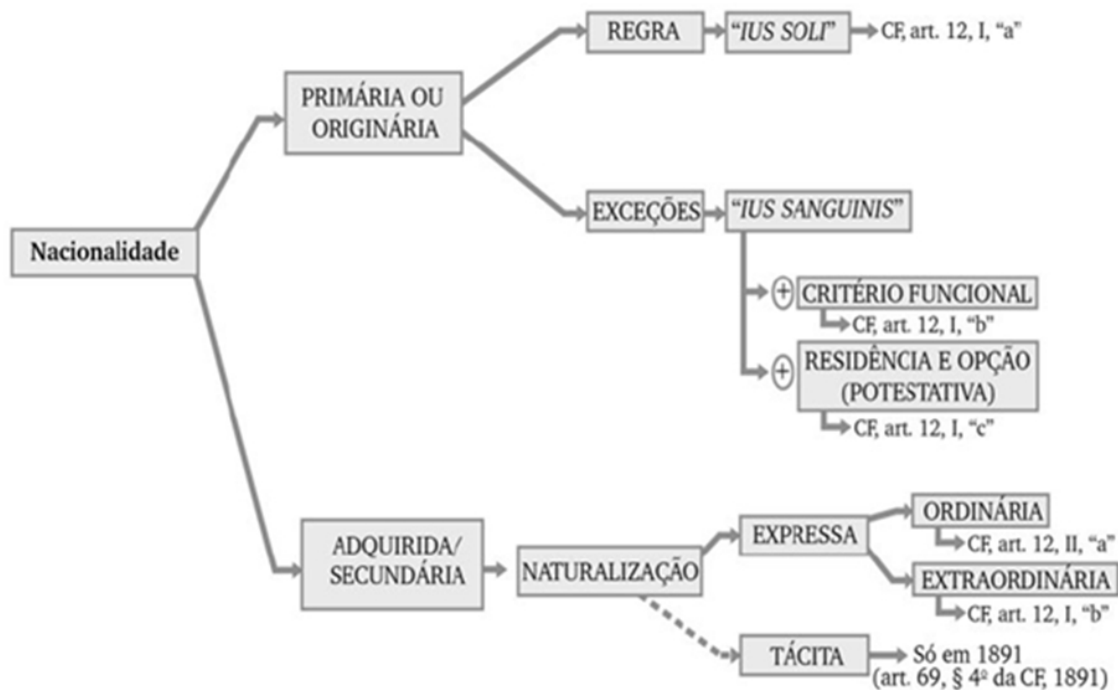 REGRA
"IUS SOLI"
CF, art. 12, I, "a"
PRIMÁRIA OU
ORIGINÁRIA
EXCEÇÕES
"IUS SANGUINIS"
Nacionalidade
+
CRITÉRIO FUNCIONAL
CF, art. 12, I, "b"
+
RESIDÊNCIA E OPÇÃO
(POTESTATIVA)
CF, art. 12, I, "c"
ADQUIRIDA/
SECUNDÁRIA
NATURALIZAÇÃO
EXPRESSA
ORDINÁRIA
CF, art. 12, II, "a"
EXTRAORDINÁRIA
CF, art. 12, I, "b"
TÁCITA
Só em 1891
(art. 69, § 4º da CF, 1891)